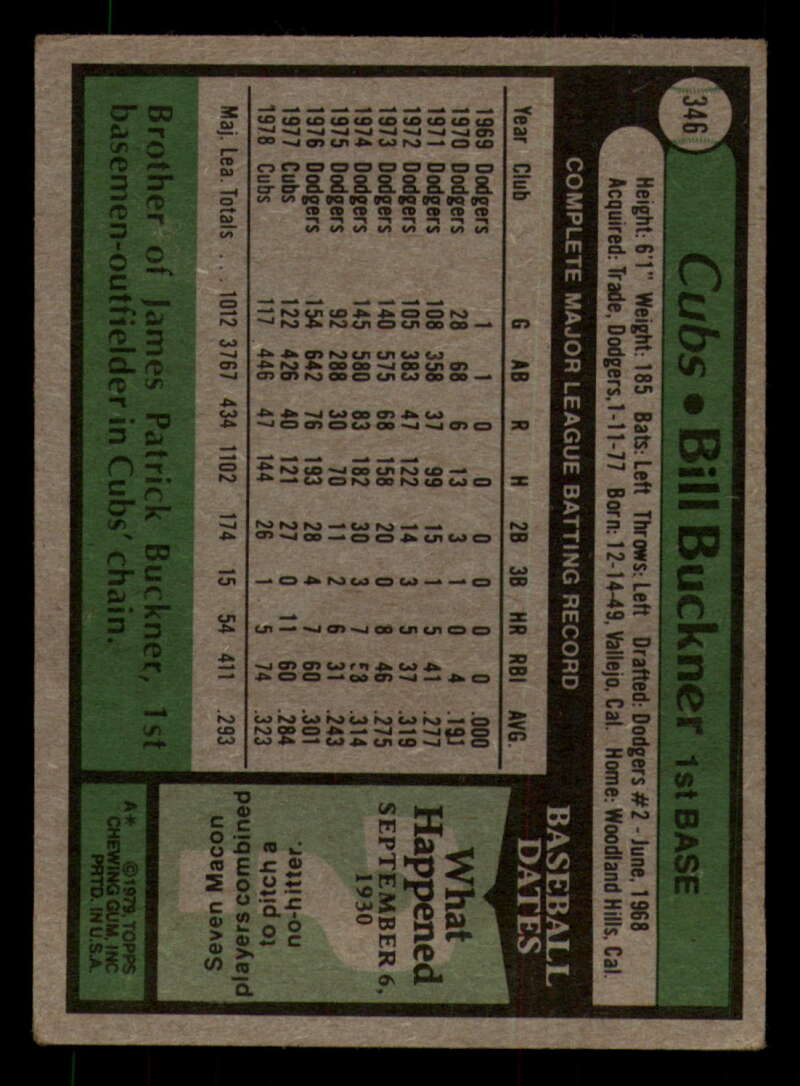 346
Cubs • Bill Buckner 1st BASE
Height: 6'1" Weight: 185 Bats: Left Throws: Left Drafted: Dodgers #2 - June, 1968
Acquired: Trade, Dodgers, 1-11-77 Born: 12-14-49, Vallejo, Cal. Home: Woodland Hills, Cal.
COMPLETE MAJOR LEAGUE BATTING RECORD
Year Club G AB R H 2B 3B HR RBI AVG.
1969 Dodgers 1 1 0 0 0 0 0 0 .000
1970 Dodgers 28 68 6 13 3 1 0 4 .191
1971 Dodgers 108 358 37 99 15 1 5 41 .277
1972 Dodgers 105 383 47 122 14 3 5 37 .319
1973 Dodgers 140 575 68 158 20 0 8 46 .275
1974 Dodgers 145 580 83 182 30 3 7 58 .314
1975 Dodgers 92 288 30 70 11 2 6 31 .243
1976 Dodgers 154 642 76 193 28 4 7 60 .301
1977 Cubs 122 426 40 121 27 0 11 60 .284
1978 Cubs 117 446 47 144 26 1 5 74 .323
Maj. Lea. Totals . . . 1012 3767 434 1102 174 15 54 411 .293
Brother of James Patrick Buckner, 1st
basemen-outfielder in Cubs' chain.
BASEBALL
DATES
What
Happened
SEPTEMBER 6,
1930
?
Seven Macon
players combined
to pitch a
no-hitter.
A* ©1979, TOPPS
CHEWING GUM, INC
PRTD. IN U.S.A.